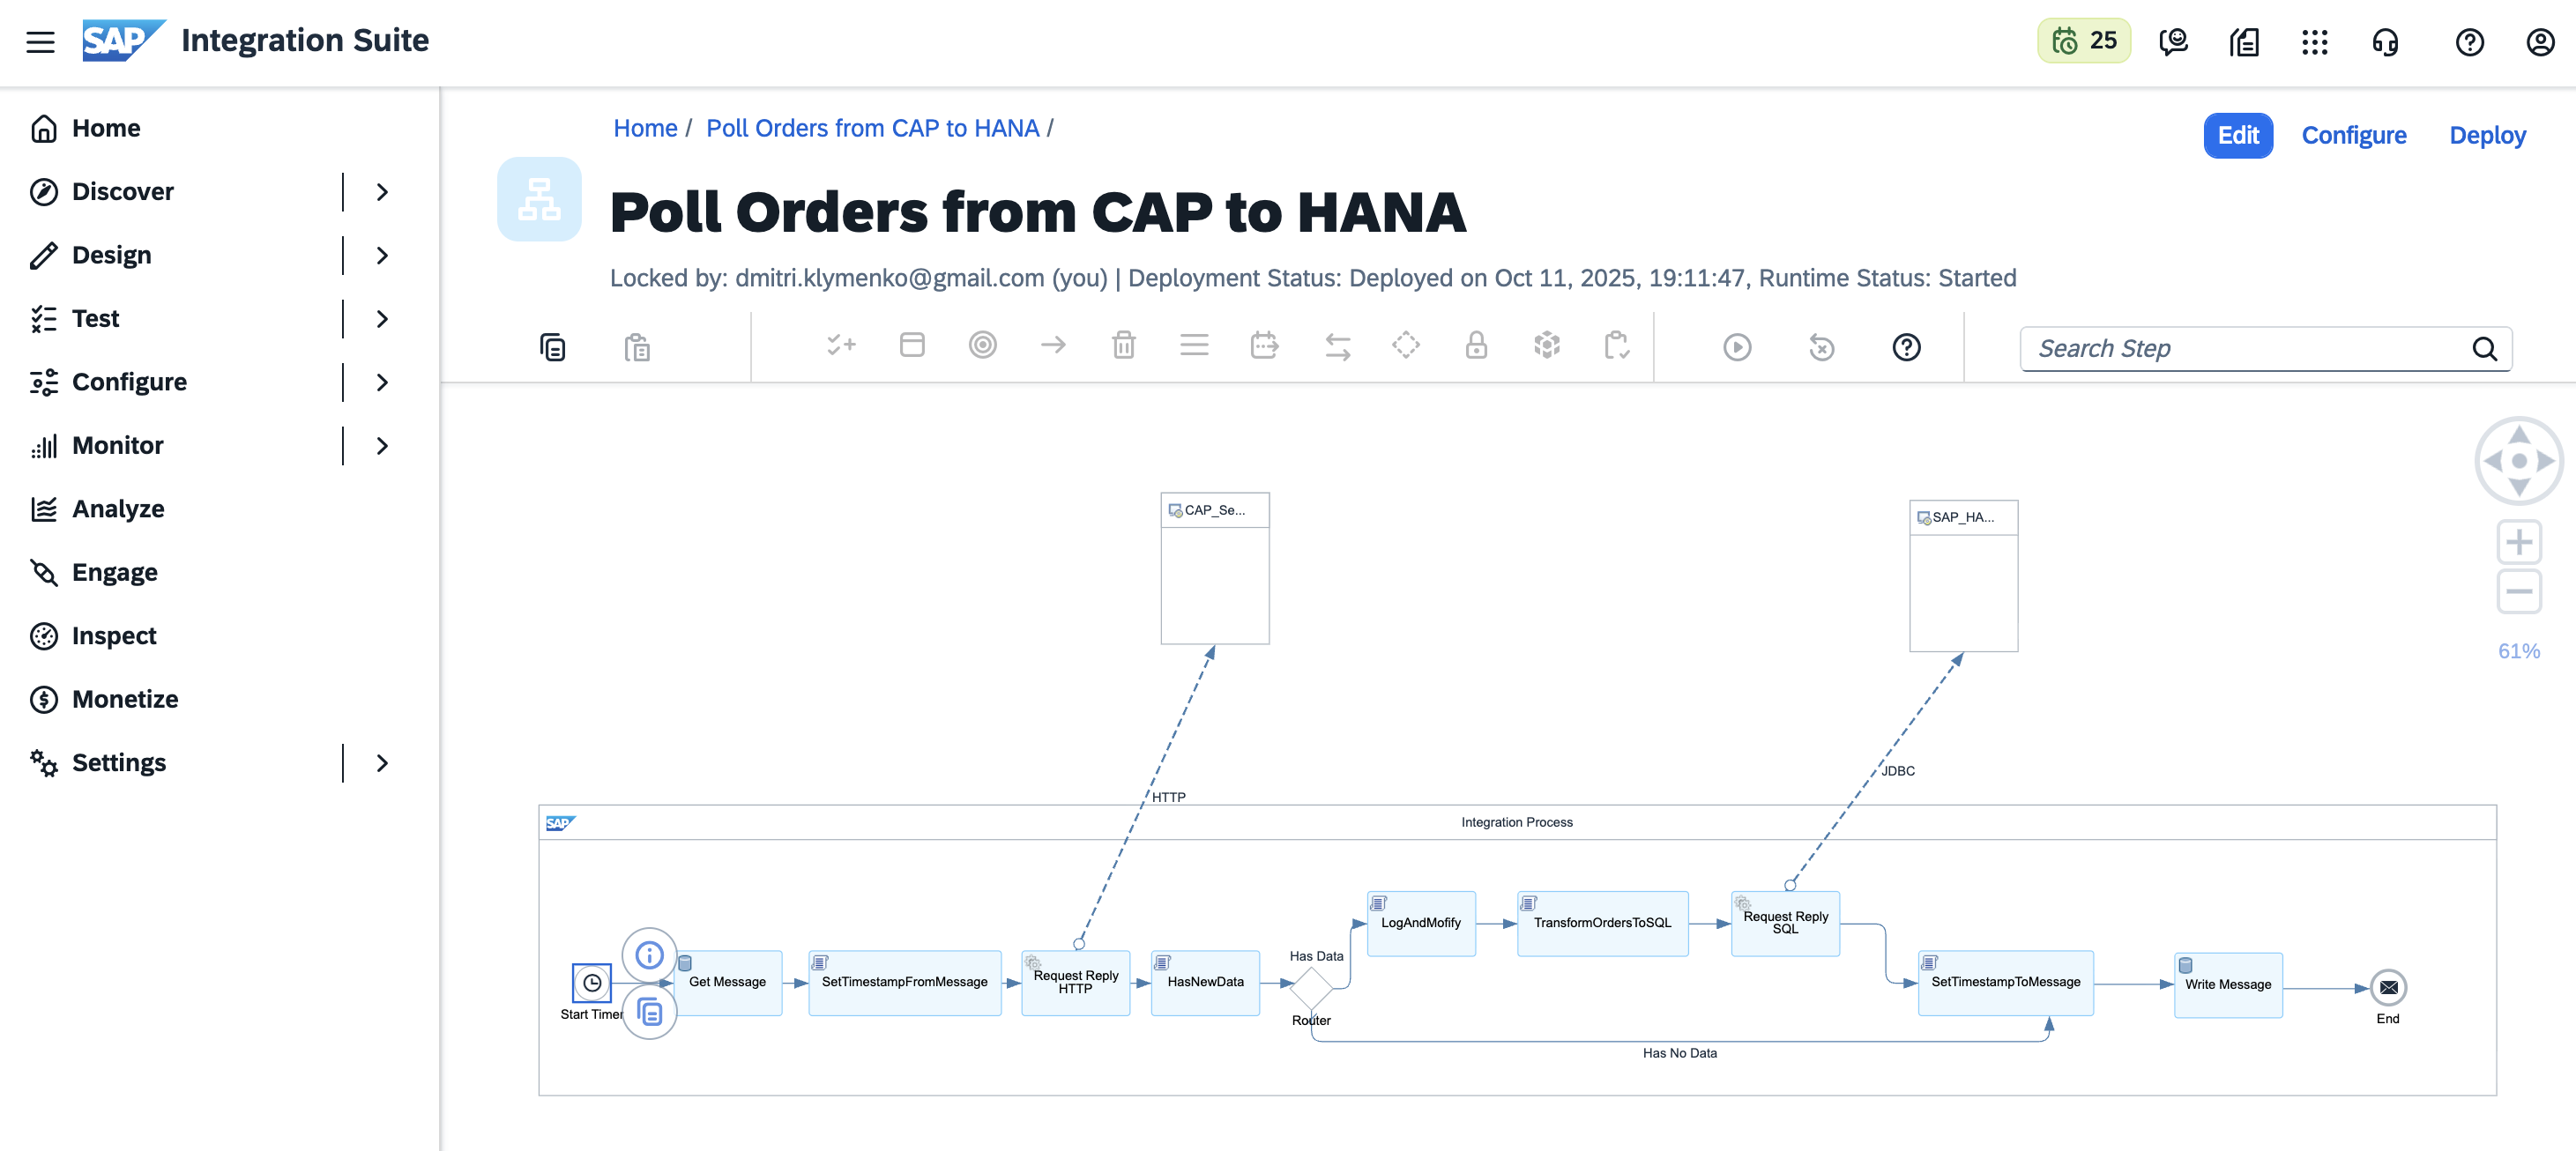 SAP Integration Suite
25
Home
Discover
Design
Test
Configure
Monitor
Analyze
Engage
Inspect
Monetize
Settings
Home / Poll Orders from CAP to HANA /
Edit Configure Deploy
Poll Orders from CAP to HANA
Locked by: dmitri.klymenko@gmail.com (you) | Deployment Status: Deployed on Oct 11, 2025, 19:11:47, Runtime Status: Started
Search Step
61%
CAP_Se...
SAP_HA...
HTTP
JDBC
SAP
Integration Process
Start Timer
Get Message
SetTimestampFromMessage
Request Reply
HTTP
HasNewData
Has Data
Router
LogAndMofify
TransformOrdersToSQL
Request Reply
SQL
Has No Data
SetTimestampToMessage
Write Message
End